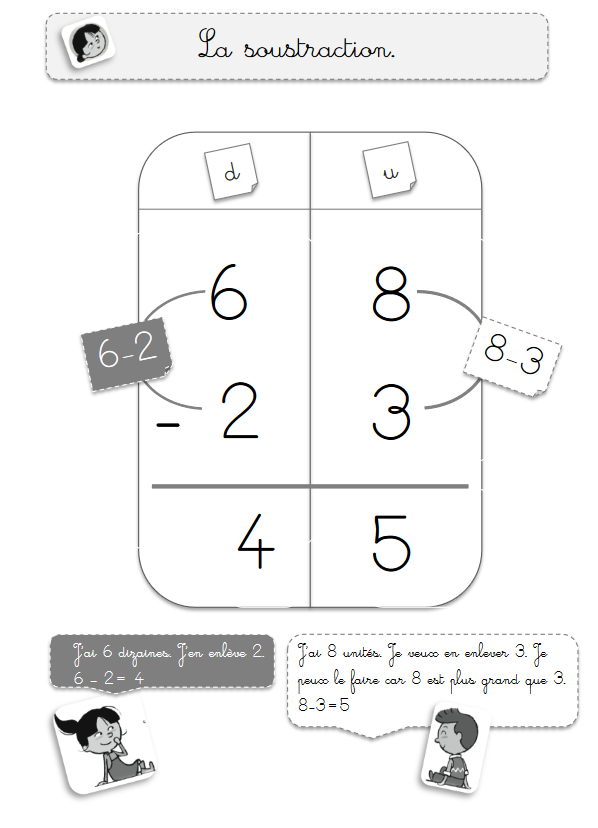 La soustraction.
d u
6 8
6-2 8-3
- 2 3
4 5
J'ai 6 dizaines. J'en enlève 2.
6 - 2 = 4
J'ai 8 unités. Je veux en enlever 3. Je
peux le faire car 8 est plus grand que 3.
8-3=5